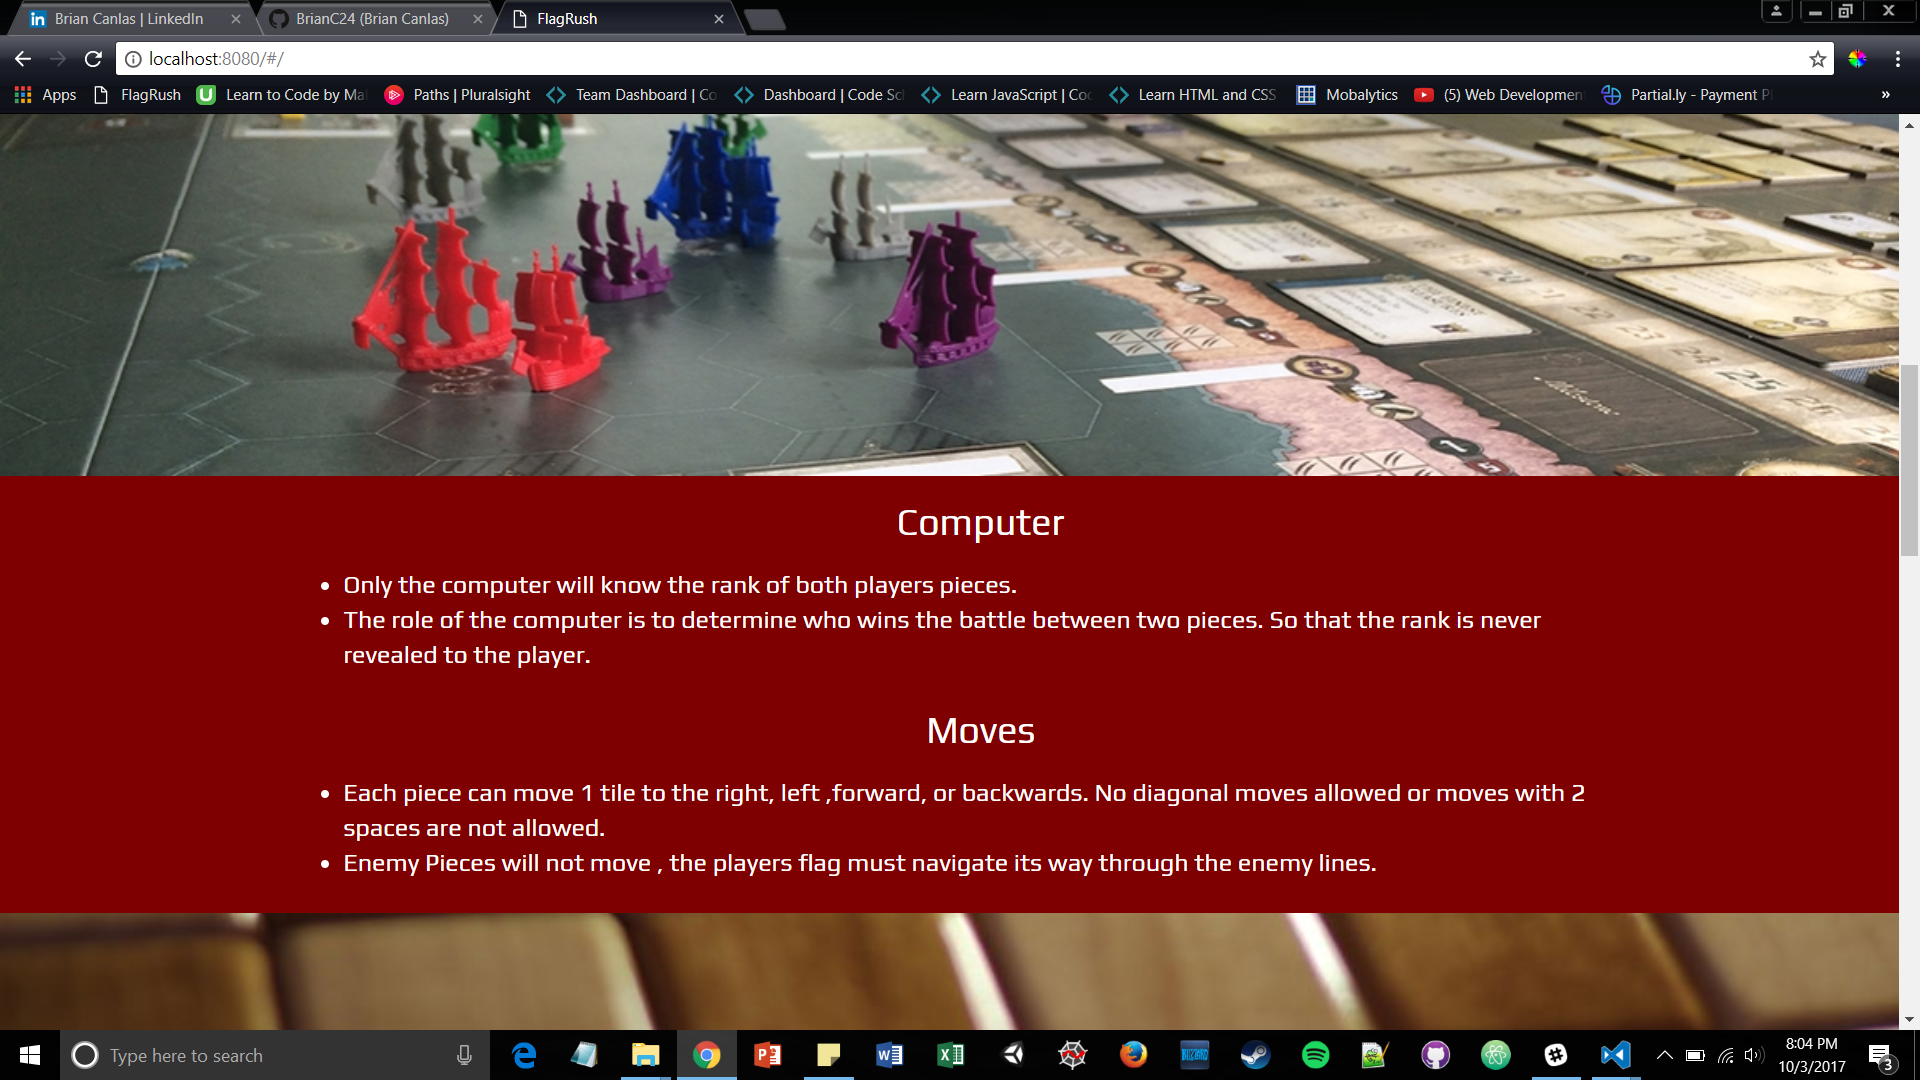 Brian Canlas | LinkedIn
BrianC24 (Brian Canlas)
FlagRush
localhost:8080/#/
Apps
FlagRush
Learn to Code by Ma
Paths | Pluralsight
Team Dashboard | Co
Dashboard | Code Sc
Learn JavaScript | Coc
Learn HTML and CSS
Mobalytics
(5) Web Developmen
Partial.ly - Payment P
»
Computer
• Only the computer will know the rank of both players pieces.
• The role of the computer is to determine who wins the battle between two pieces. So that the rank is never
revealed to the player.
Moves
• Each piece can move 1 tile to the right, left ,forward, or backwards. No diagonal moves allowed or moves with 2
spaces are not allowed.
• Enemy Pieces will not move , the players flag must navigate its way through the enemy lines.
Type here to search
BLIZZARD
8:04 PM
10/3/2017
3